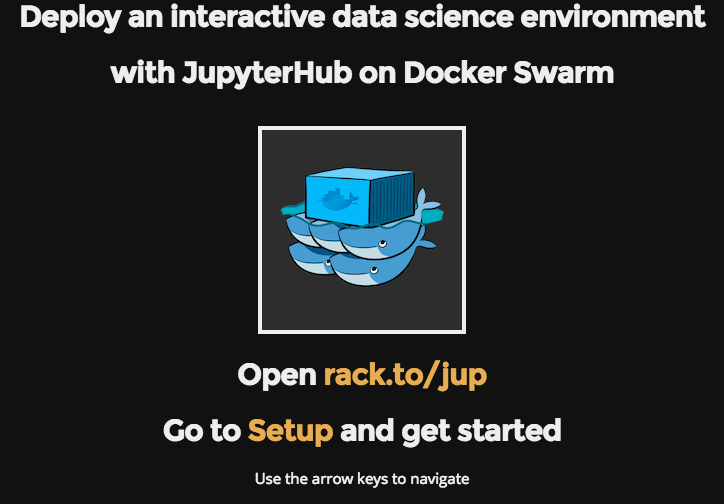 Deploy an interactive data science environment
with JupyterHub on Docker Swarm
Open rack.to/jup
Go to Setup and get started
Use the arrow keys to navigate